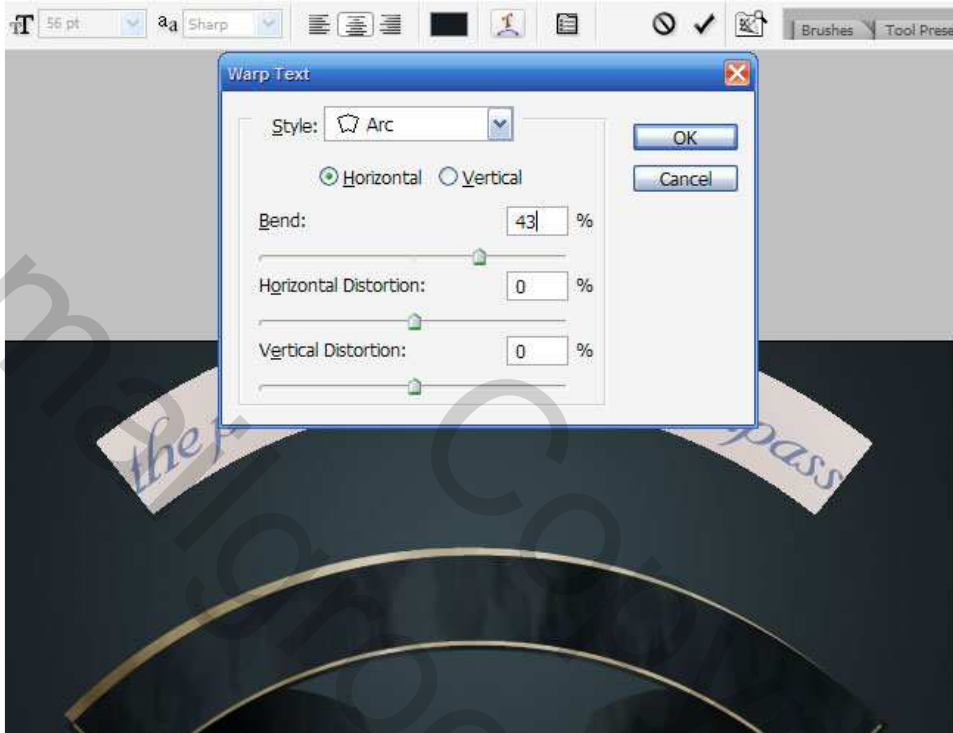 56 pt
aa Sharp
Brushes
Tool Prese
Warp Text
Style: Arc
OK
Horizontal Vertical
Cancel
Bend: 43 %
Horizontal Distortion: 0 %
Vertical Distortion: 0 %
the
pass